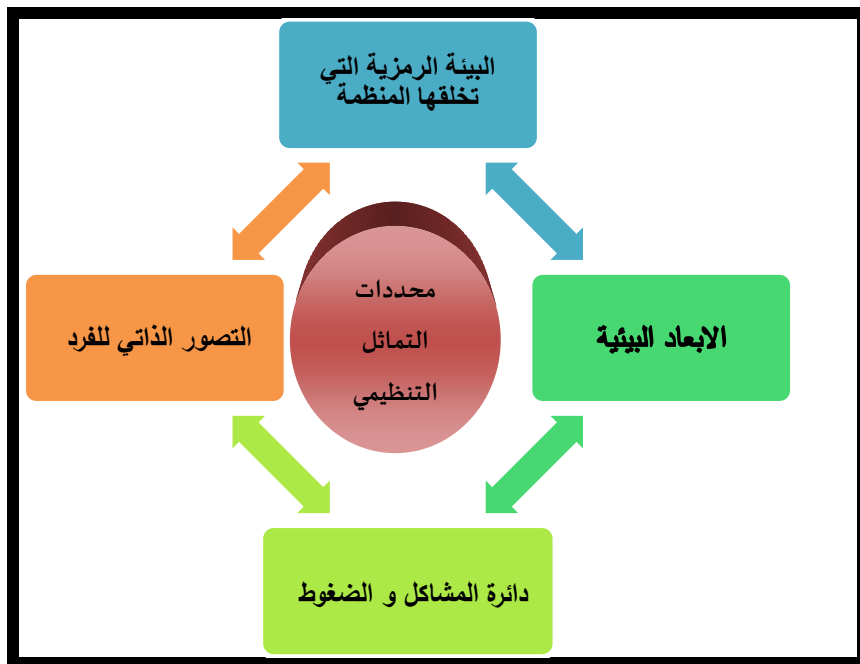 البيئة الرمزية التي
تخلقها المنظمة
محددات
التماثل
التنظيمي
الابعاد البيئية
التصور الذاتي للفرد
دائرة المشاكل و الضغوط